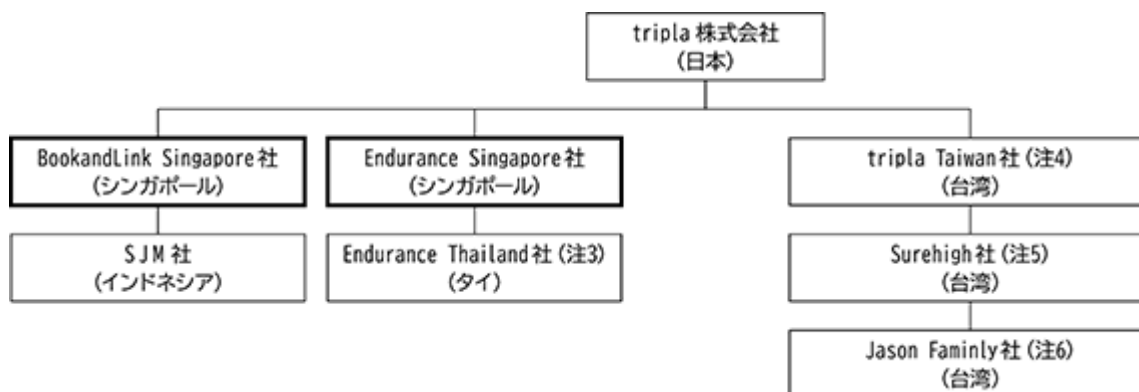 tripla 株式会社
(日本)
BookandLink Singapore 社
(シンガポール)
Endurance Singapore 社
(シンガポール)
tripla Taiwan 社 (注4)
(台湾)
SJM 社
(インドネシア)
Endurance Thailand 社 (注3)
(タイ)
Surehigh 社 (注5)
(台湾)
Jason Faminly 社 (注6)
(台湾)